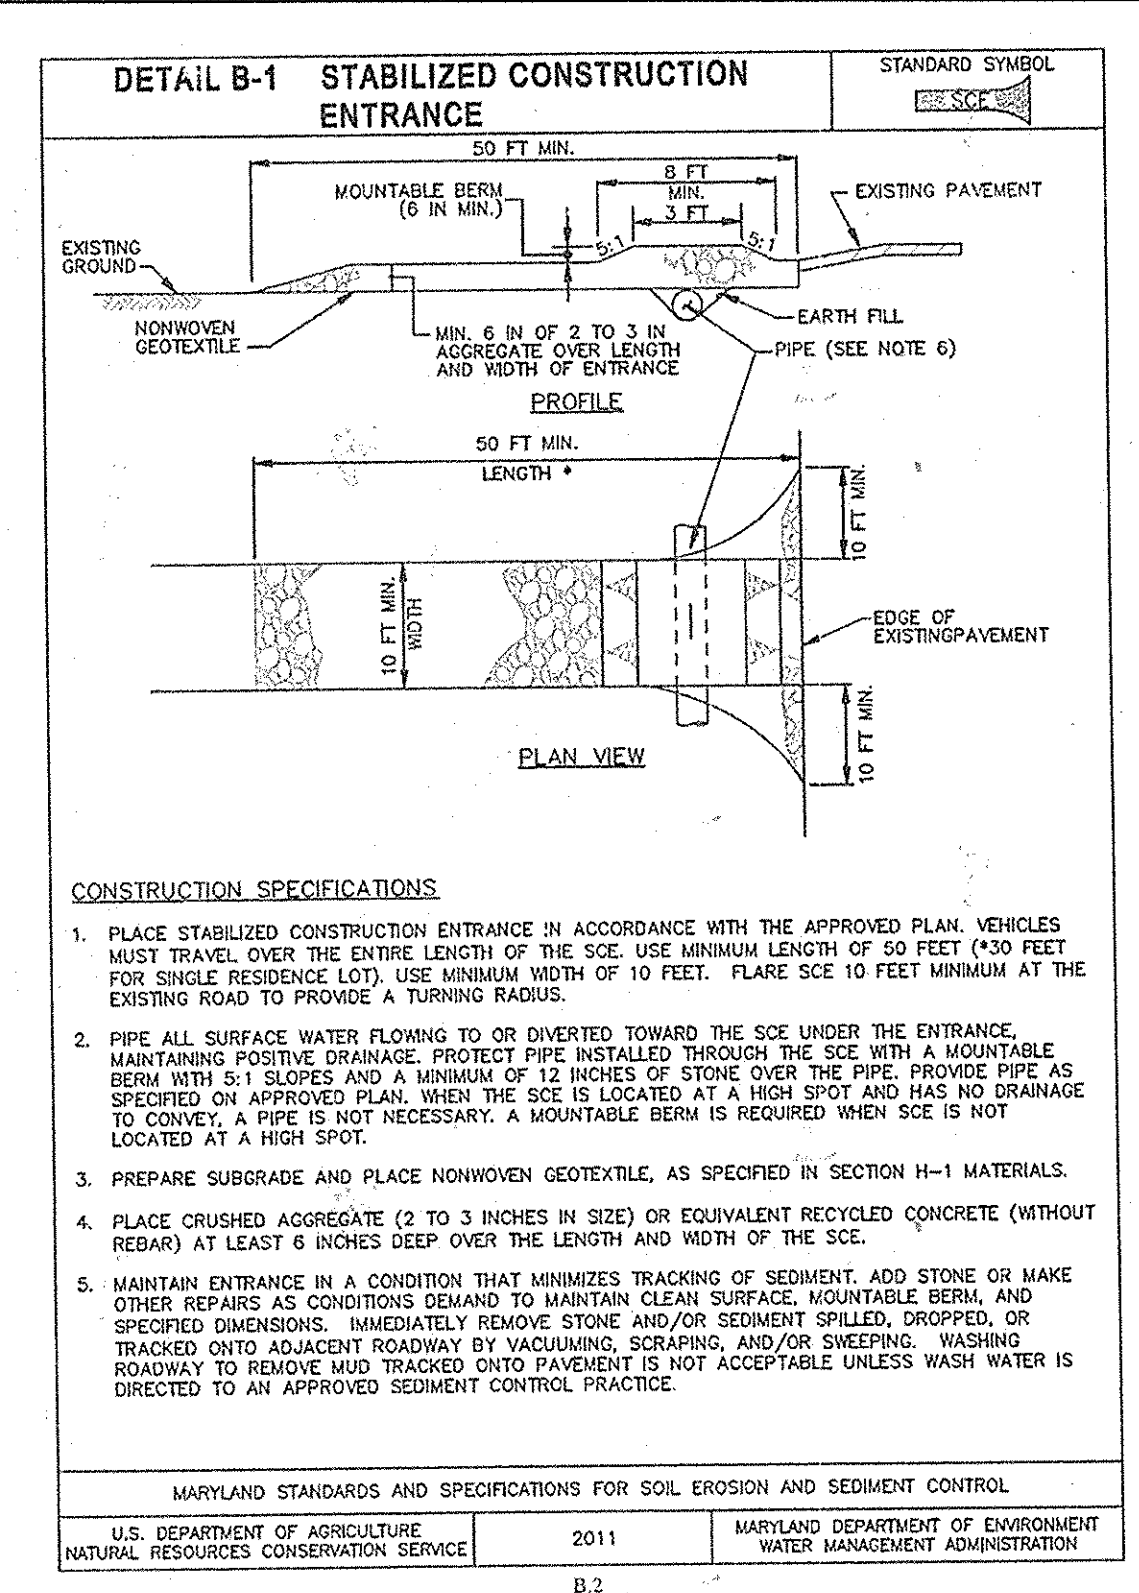 DETAIL B-1 STABILIZED CONSTRUCTION
ENTRANCE
STANDARD SYMBOL
SCE
50 FT MIN.
8 FT
MIN.
3 FT
MOUNTABLE BERM
(6 IN MIN.)
5:1
5:1
EXISTING PAVEMENT
EXISTING
GROUND
NONWOVEN
GEOTEXTILE
MIN. 6 IN OF 2 TO 3 IN
AGGREGATE OVER LENGTH
AND WIDTH OF ENTRANCE
EARTH FILL
PIPE (SEE NOTE 6)
PROFILE
50 FT MIN.
LENGTH *
10 FT MIN.
10 FT MIN.
WIDTH
EDGE OF
EXISTINGPAVEMENT
10 FT MIN.
PLAN VIEW
CONSTRUCTION SPECIFICATIONS
1. PLACE STABILIZED CONSTRUCTION ENTRANCE IN ACCORDANCE WITH THE APPROVED PLAN. VEHICLES
MUST TRAVEL OVER THE ENTIRE LENGTH OF THE SCE. USE MINIMUM LENGTH OF 50 FEET (*30 FEET
FOR SINGLE RESIDENCE LOT). USE MINIMUM WIDTH OF 10 FEET. FLARE SCE 10 FEET MINIMUM AT THE
EXISTING ROAD TO PROVIDE A TURNING RADIUS.
2. PIPE ALL SURFACE WATER FLOWING TO OR DIVERTED TOWARD THE SCE UNDER THE ENTRANCE,
MAINTAINING POSITIVE DRAINAGE. PROTECT PIPE INSTALLED THROUGH THE SCE WITH A MOUNTABLE
BERM WITH 5:1 SLOPES AND A MINIMUM OF 12 INCHES OF STONE OVER THE PIPE. PROVIDE PIPE AS
SPECIFIED ON APPROVED PLAN. WHEN THE SCE IS LOCATED AT A HIGH SPOT AND HAS NO DRAINAGE
TO CONVEY, A PIPE IS NOT NECESSARY. A MOUNTABLE BERM IS REQUIRED WHEN SCE IS NOT
LOCATED AT A HIGH SPOT.
3. PREPARE SUBGRADE AND PLACE NONWOVEN GEOTEXTILE, AS SPECIFIED IN SECTION H-1 MATERIALS.
4. PLACE CRUSHED AGGREGATE (2 TO 3 INCHES IN SIZE) OR EQUIVALENT RECYCLED CONCRETE (WITHOUT
REBAR) AT LEAST 6 INCHES DEEP OVER THE LENGTH AND WIDTH OF THE SCE.
5. MAINTAIN ENTRANCE IN A CONDITION THAT MINIMIZES TRACKING OF SEDIMENT. ADD STONE OR MAKE
OTHER REPAIRS AS CONDITIONS DEMAND TO MAINTAIN CLEAN SURFACE, MOUNTABLE BERM, AND
SPECIFIED DIMENSIONS. IMMEDIATELY REMOVE STONE AND/OR SEDIMENT SPILLED, DROPPED, OR
TRACKED ONTO ADJACENT ROADWAY BY VACUUMING, SCRAPING, AND/OR SWEEPING. WASHING
ROADWAY TO REMOVE MUD TRACKED ONTO PAVEMENT IS NOT ACCEPTABLE UNLESS WASH WATER IS
DIRECTED TO AN APPROVED SEDIMENT CONTROL PRACTICE.
MARYLAND STANDARDS AND SPECIFICATIONS FOR SOIL EROSION AND SEDIMENT CONTROL
U.S. DEPARTMENT OF AGRICULTURE
NATURAL RESOURCES CONSERVATION SERVICE
2011
MARYLAND DEPARTMENT OF ENVIRONMENT
WATER MANAGEMENT ADMINISTRATION
B.2